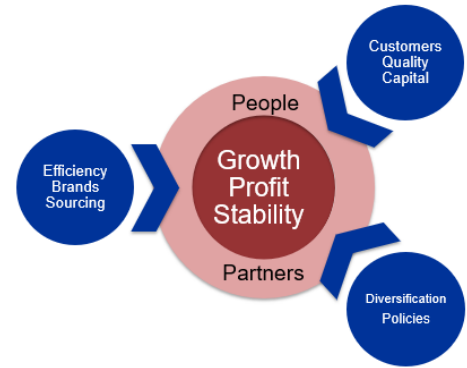 Customers
Quality
Capital
People
Growth
Profit
Stability
Efficiency
Brands
Sourcing
Partners
Diversification
Policies